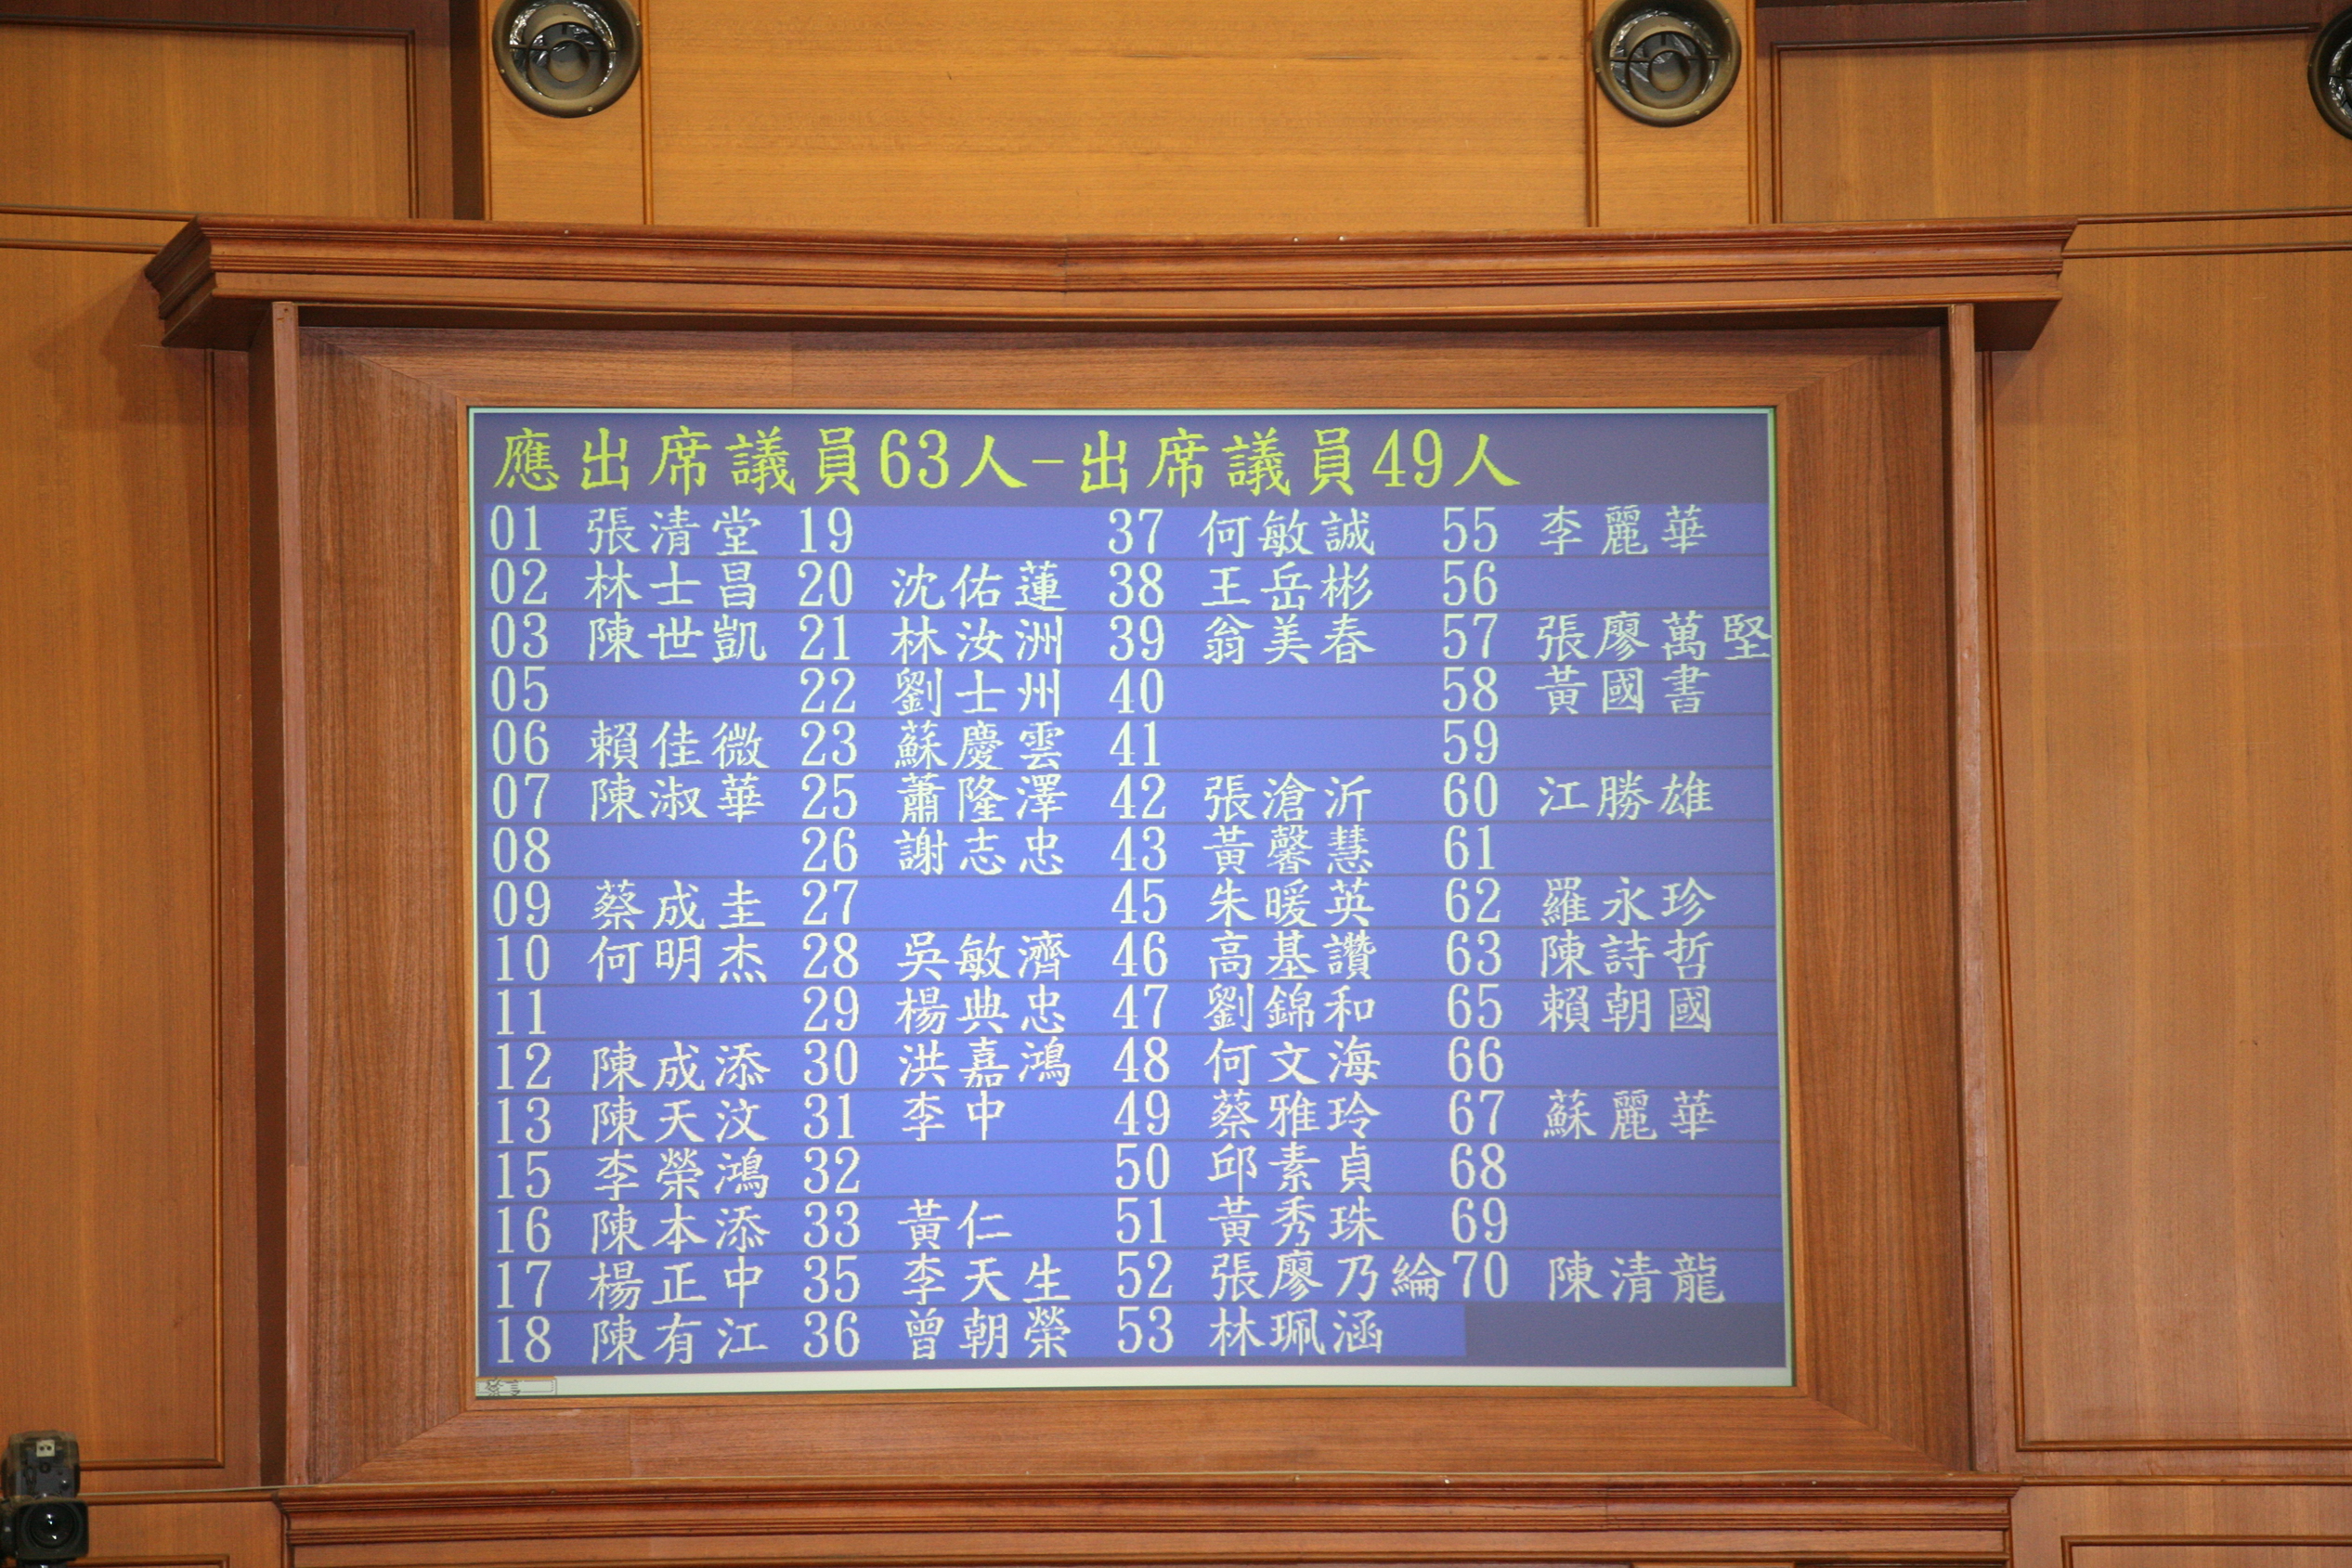 應出席議員63人-出席議員49人
01 張清堂 19 37 何敏誠 55 李麗華
02 林士昌 20 沈佑蓮 38 王岳彬 56
03 陳世凱 21 林汝洲 39 翁美春 57 張廖萬堅
05 22 劉士州 40 58 黃國書
06 賴佳微 23 蘇慶雲 41 59
07 陳淑華 25 蕭隆澤 42 張滄沂 60 江勝雄
08 26 謝志忠 43 黃馨慧 61
09 蔡成圭 27 45 朱暖英 62 羅永珍
10 何明杰 28 吳敏濟 46 高基讚 63 陳詩哲
11 29 楊典忠 47 劉錦和 65 賴朝國
12 陳成添 30 洪嘉鴻 48 何文海 66
13 陳天汶 31 李中 49 蔡雅玲 67 蘇麗華
15 李榮鴻 32 50 邱素貞 68
16 陳本添 33 黃仁 51 黃秀珠 69
17 楊正中 35 李天生 52 張廖乃綸 70 陳清龍
18 陳有江 36 曾朝榮 53 林珮涵